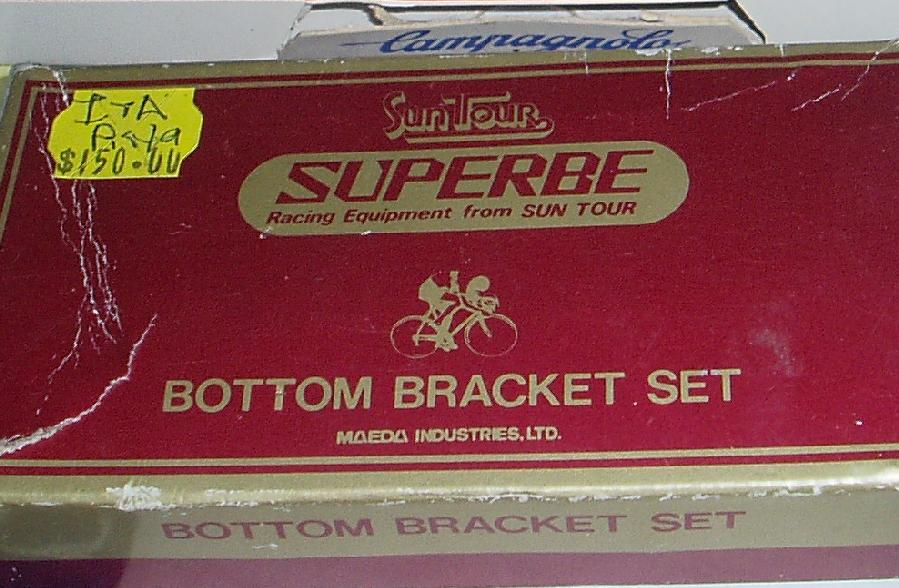 Campagnolo
ITA
$150.00
SunTour
SUPERBE
Racing Equipment from SUN TOUR
BOTTOM BRACKET SET
MAEDA INDUSTRIES, LTD.
BOTTOM BRACKET SET